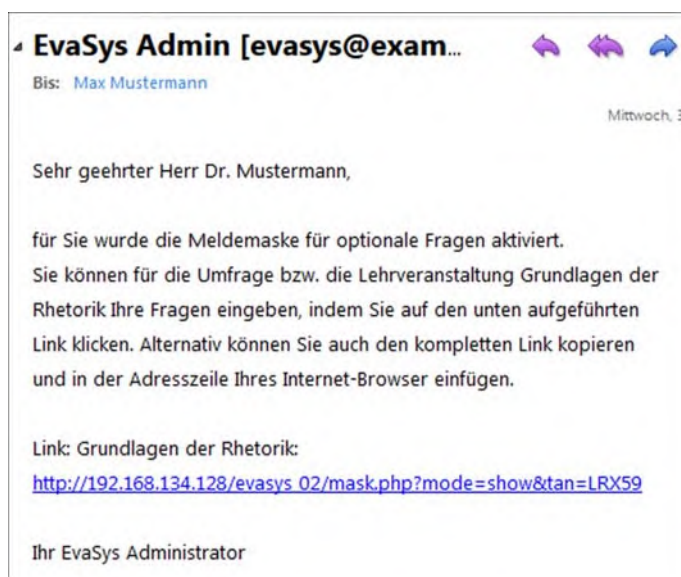 EvaSys Admin [evasys@exam...
Bis: Max Mustermann
Mittwoch, 3
Sehr geehrter Herr Dr. Mustermann,
für Sie wurde die Meldemaske für optionale Fragen aktiviert.
Sie können für die Umfrage bzw. die Lehrveranstaltung Grundlagen der
Rhetorik Ihre Fragen eingeben, indem Sie auf den unten aufgeführten
Link klicken. Alternativ können Sie auch den kompletten Link kopieren
und in der Adresszeile Ihres Internet-Browser einfügen.
Link: Grundlagen der Rhetorik:
http://192.168.134.128/evasys_02/mask.php?mode=show&tan=LRX59
Ihr EvaSys Administrator